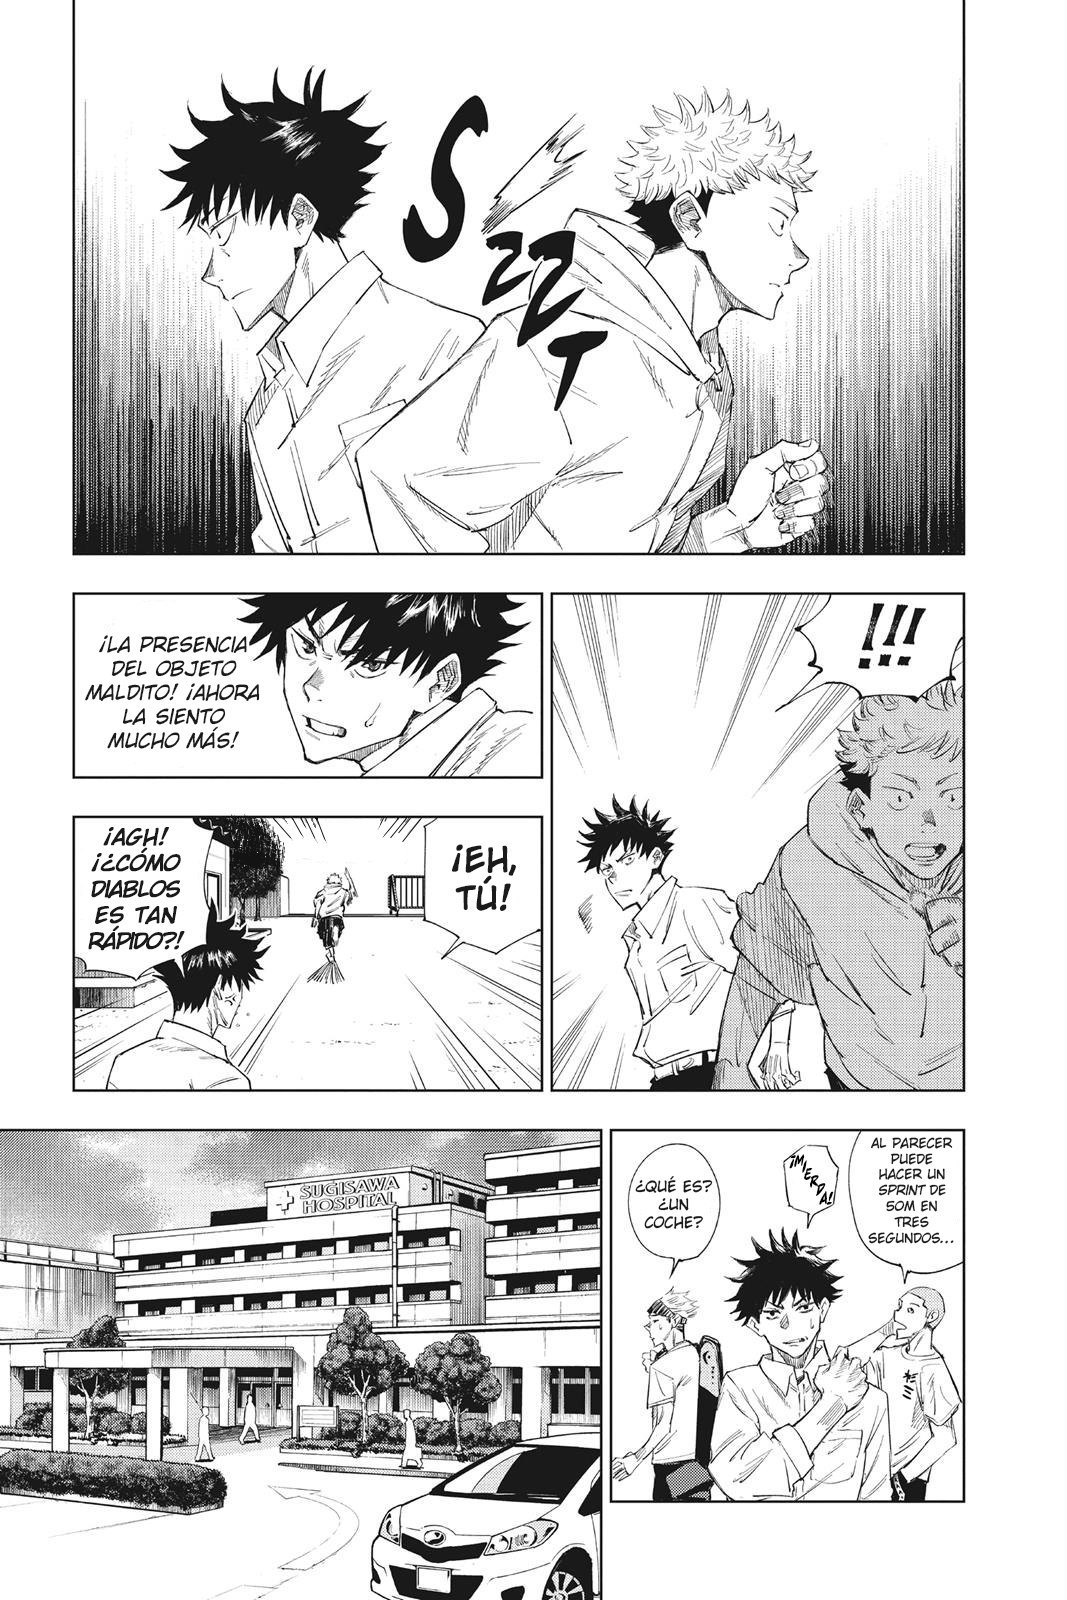 SZZT
!!!
¡LA PRESENCIA
DEL OBJETO
MALDITO! ¡AHORA
LA SIENTO
MUCHO MÁS!
¡EH,
TÚ!
¡AGH!
¡¿CÓMO
DIABLOS
ES TAN
RÁPIDO?!
AL PARECER
PUEDE
HACER UN
SPRINT DE
50M EN
TRES
SEGUNDOS...
¡MIERDA!
¿QUÉ ES?
¿UN
COCHE?
SUGISAWA
HOSPITAL